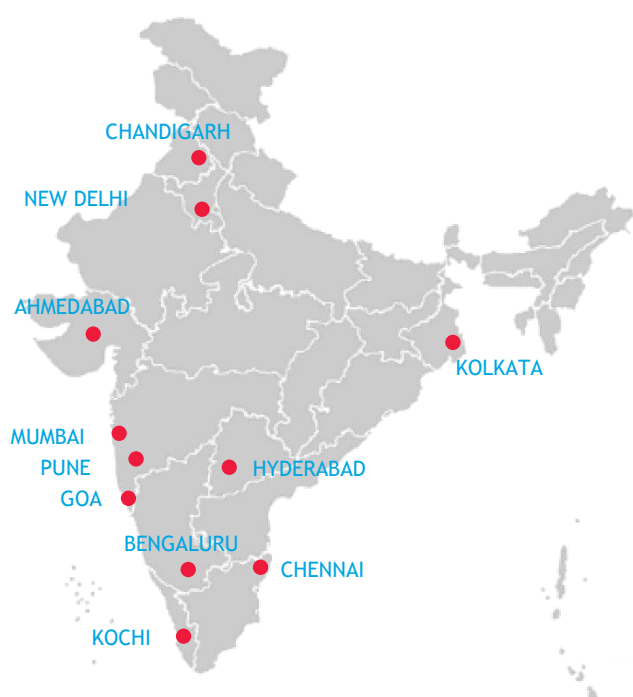 CHANDIGARH
NEW DELHI
AHMEDABAD
KOLKATA
MUMBAI
PUNE
HYDERABAD
GOA
BENGALURU
CHENNAI
KOCHI